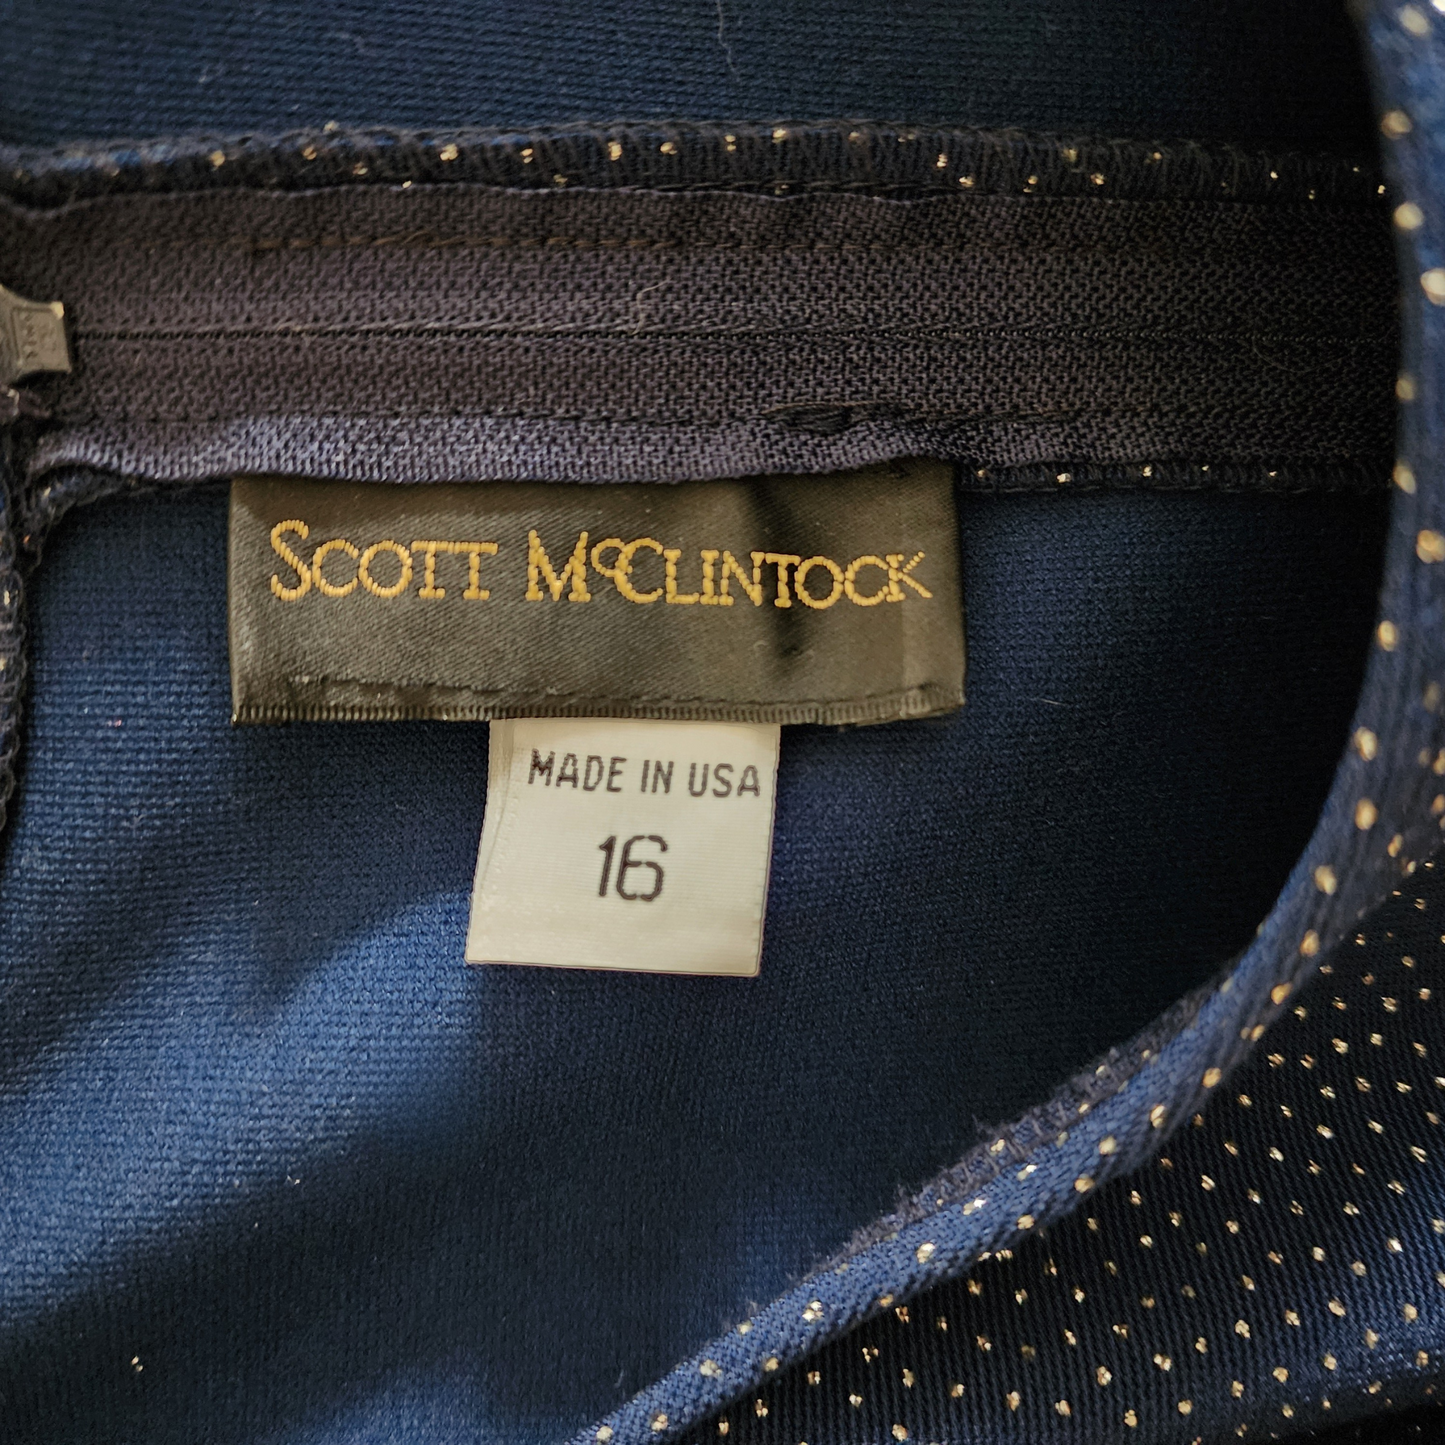 SCOTT McCLINTOCK
MADE IN USA
16